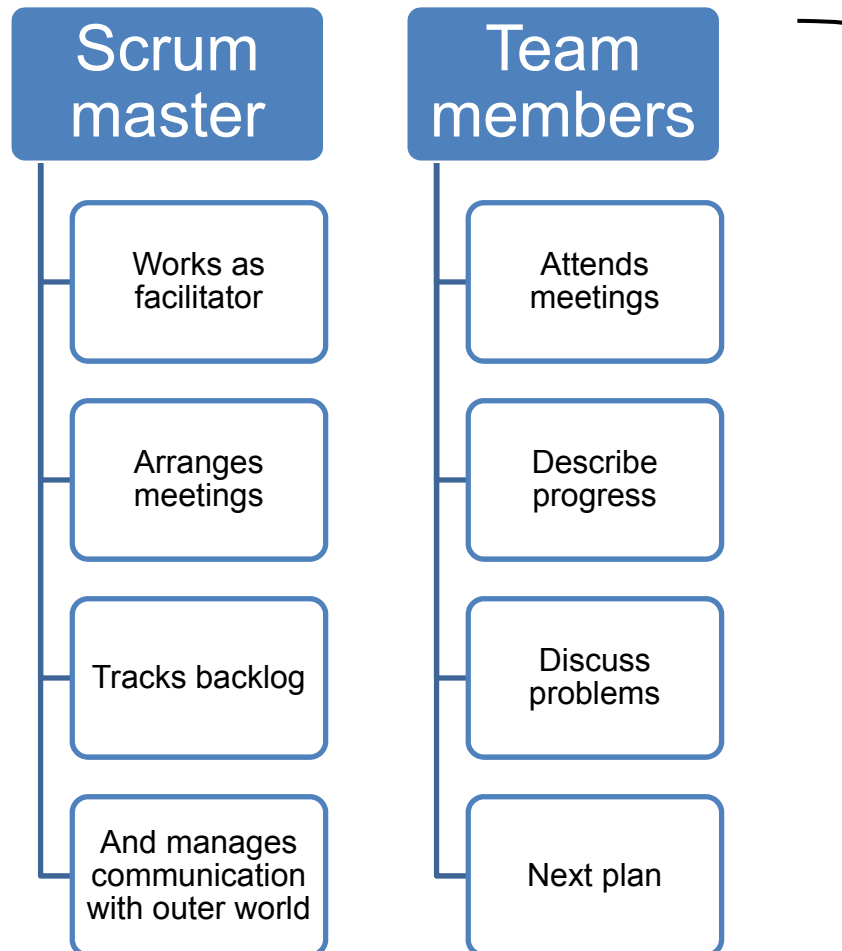 Scrum
master
Works as
facilitator
Arranges
meetings
Tracks backlog
And manages
communication
with outer world
Team
members
Attends
meetings
Describe
progress
Discuss
problems
Next plan